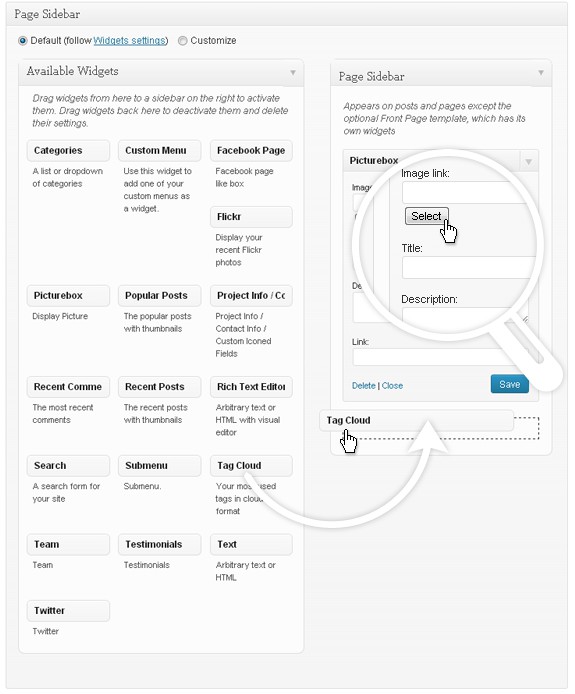 Page Sidebar
Default (follow Widgets settings) Customize
Available Widgets
Drag widgets from here to a sidebar on the right to activate
them. Drag widgets back here to deactivate them and delete
their settings.
Categories
A list or dropdown
of categories
Custom Menu
Use this widget to
add one of your
custom menus as
a widget.
Facebook Page
Facebook page
like box
Flickr
Display your
recent Flickr
photos
Picturebox
Display Picture
Popular Posts
The popular posts
with thumbnails
Project Info / Co
Project Info /
Contact Info /
Custom Iconed
Fields
Recent Comme
The most recent
comments
Recent Posts
The recent posts
with thumbnails
Rich Text Editor
Arbitrary text or
HTML with visual
editor
Search
A search form for
your site
Submenu
Submenu.
Tag Cloud
Your most used
tags in cloud
format
Team
Team
Testimonials
Testimonials
Text
Arbitrary text or
HTML
Twitter
Twitter
Page Sidebar
Appears on posts and pages except the
optional Front Page template, which has its
own widgets
Picturebox
Image link:
Select
Title:
Description:
Link:
Delete | Close
Save
Tag Cloud